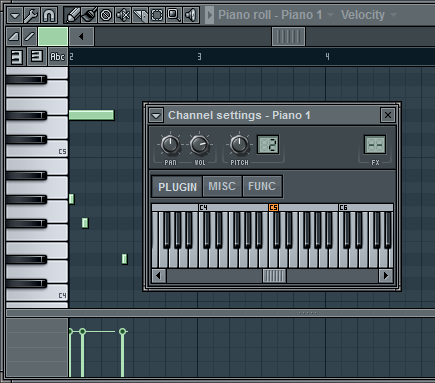 Piano roll - Piano 1 Velocity
Abc
2 3 4
Channel settings - Piano 1
2
--
PAN VOL PITCH FX
PLUGIN MISC FUNC
C4 C5 C6
C5
C4